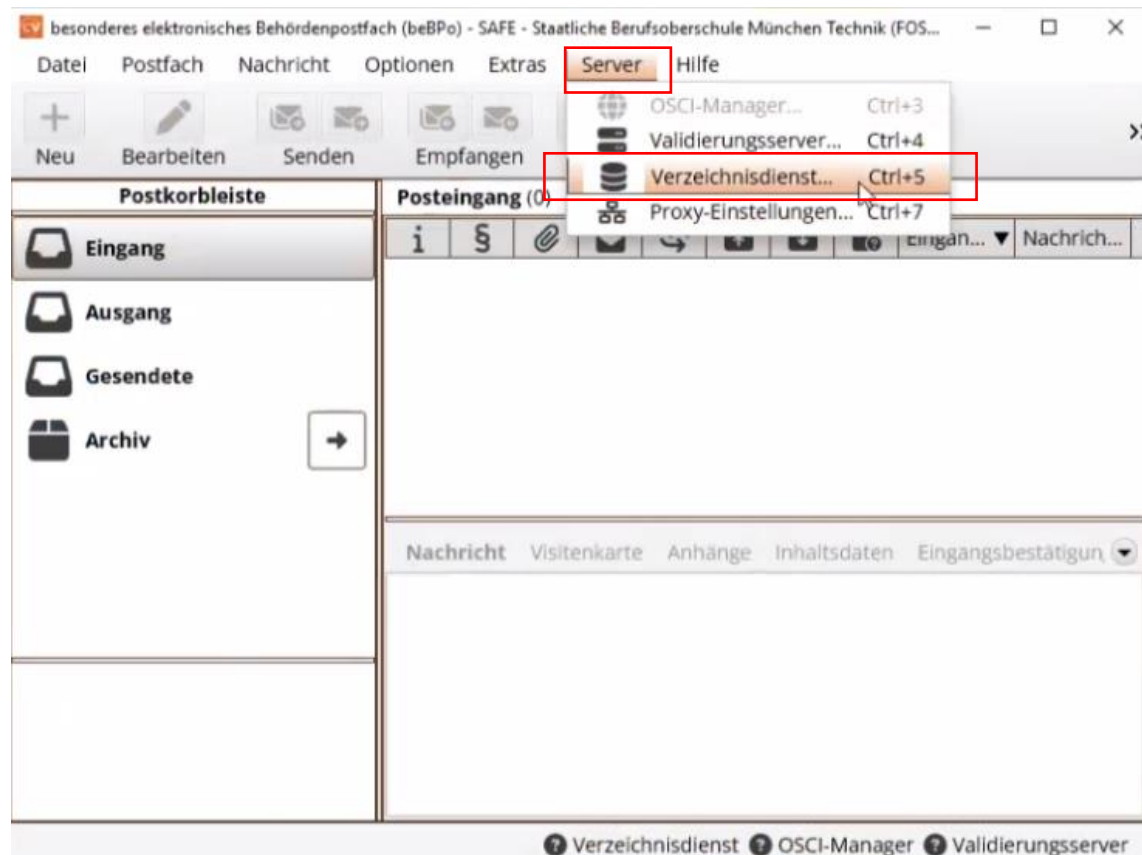 CV besonderes elektronisches Behördenpostfach (beBPo) - SAFE - Staatliche Berufsoberschule München Technik (FOS...
Datei Postfach Nachricht Optionen Extras Server Hilfe
OSCI-Manager... Ctrl+3
Validierungsserver... Ctrl+4
Verzeichnisdienst... Ctrl+5
Proxy-Einstellungen... Ctrl+7
Neu Bearbeiten Senden Empfangen
Postkorbleiste
Posteingang (0)
i § Eingan... ▼ Nachrich...
Eingang
Ausgang
Gesendete
Archiv
Nachricht Visitenkarte Anhänge Inhaltsdaten Eingangsbestätigun
Verzeichnisdienst OSCI-Manager Validierungsserver